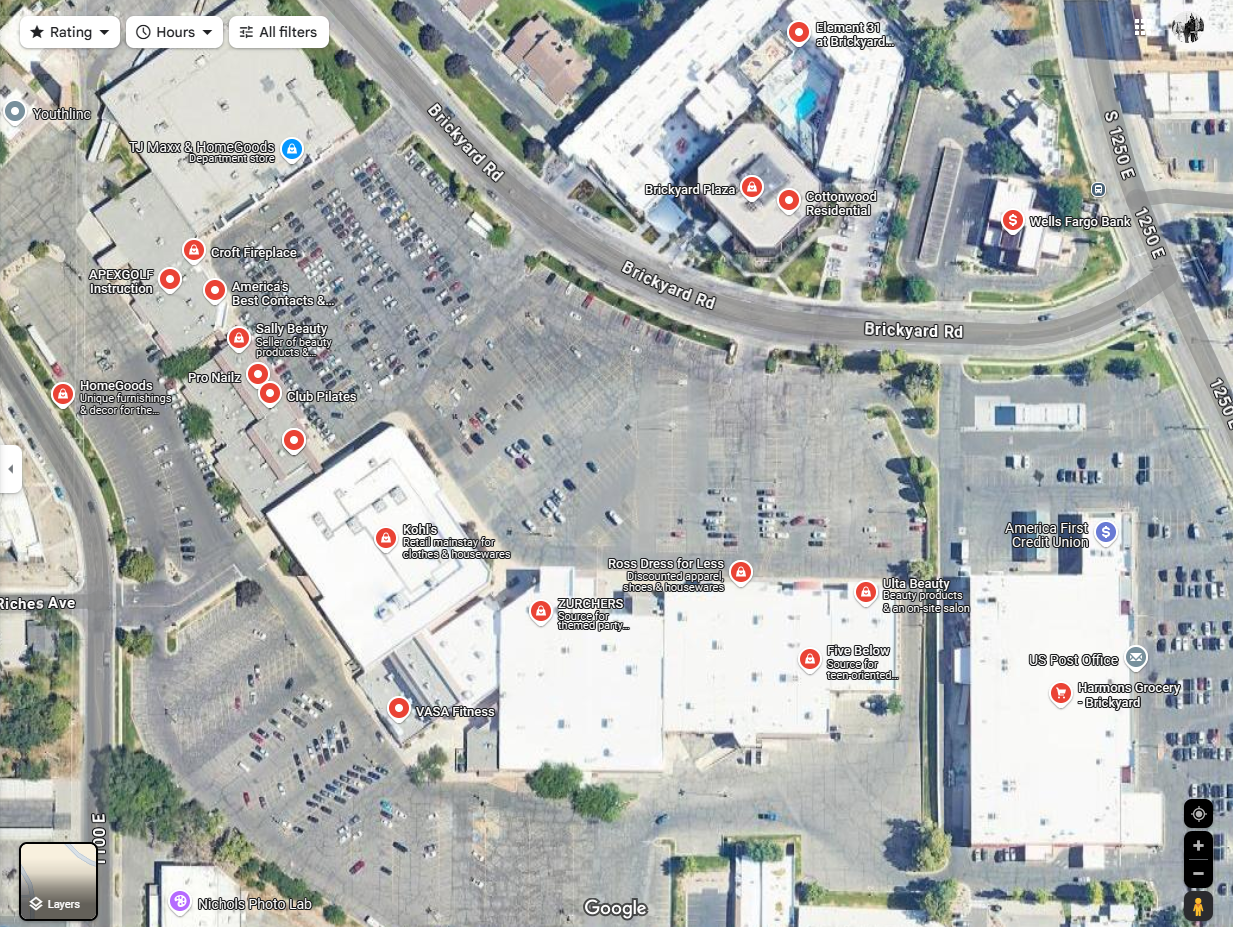 Rating
Hours
All filters
Element 31
at Brickyard...
Youthlinc
Brickyard Rd
S 1250 E
TJ Maxx & HomeGoods
Department store
Brickyard Plaza
Cottonwood
Residential
Wells Fargo Bank
1250 E
Croft Fireplace
APEXGOLF
Instruction
America's
Best Contacts &...
Brickyard Rd
Brickyard Rd
Sally Beauty
Seller of beauty
products &...
Pro Nailz
Club Pilates
HomeGoods
Unique furnishings
& decor for the...
1250 E
Kohl's
Retail mainstay for
clothes & housewares
America First
Credit Union
Ross Dress for Less
Discounted apparel,
shoes & housewares
Ulta Beauty
Beauty products
& an on-site salon
Riches Ave
ZURCHERS
Source for
themed party...
Five Below
Source for
teen-oriented...
US Post Office
Harmons Grocery
- Brickyard
VASA Fitness
1100 E
Layers
Nichols Photo Lab
Google